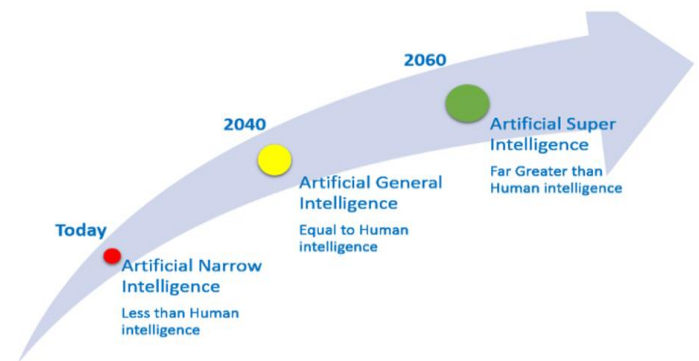 2060
Artificial Super
Intelligence
Far Greater than
Human intelligence
2040
Artificial General
Intelligence
Equal to Human
intelligence
Today
Artificial Narrow
Intelligence
Less than Human
intelligence